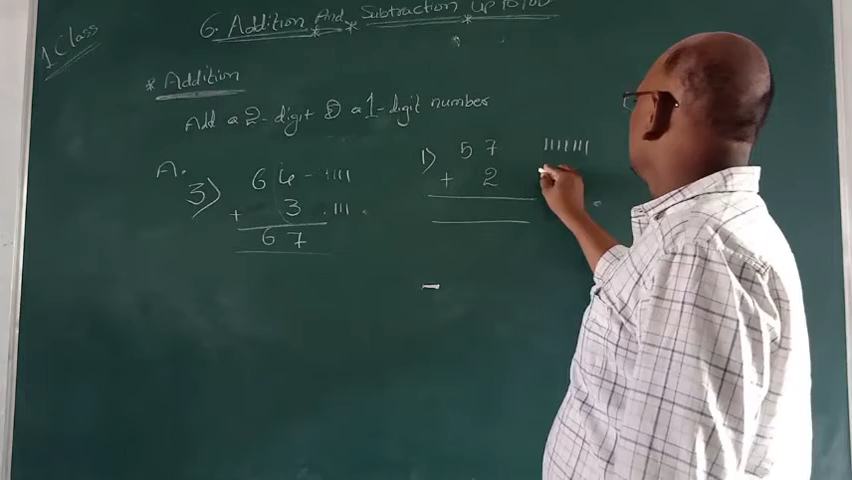 1 Class
6. Addition And Subtraction up to 100
* Addition
Add a 2-digit & a 1-digit number
A.
3) 6 4 - ||||
+ 3 . |||
6 7
1) 5 7 |||||||
+ 2